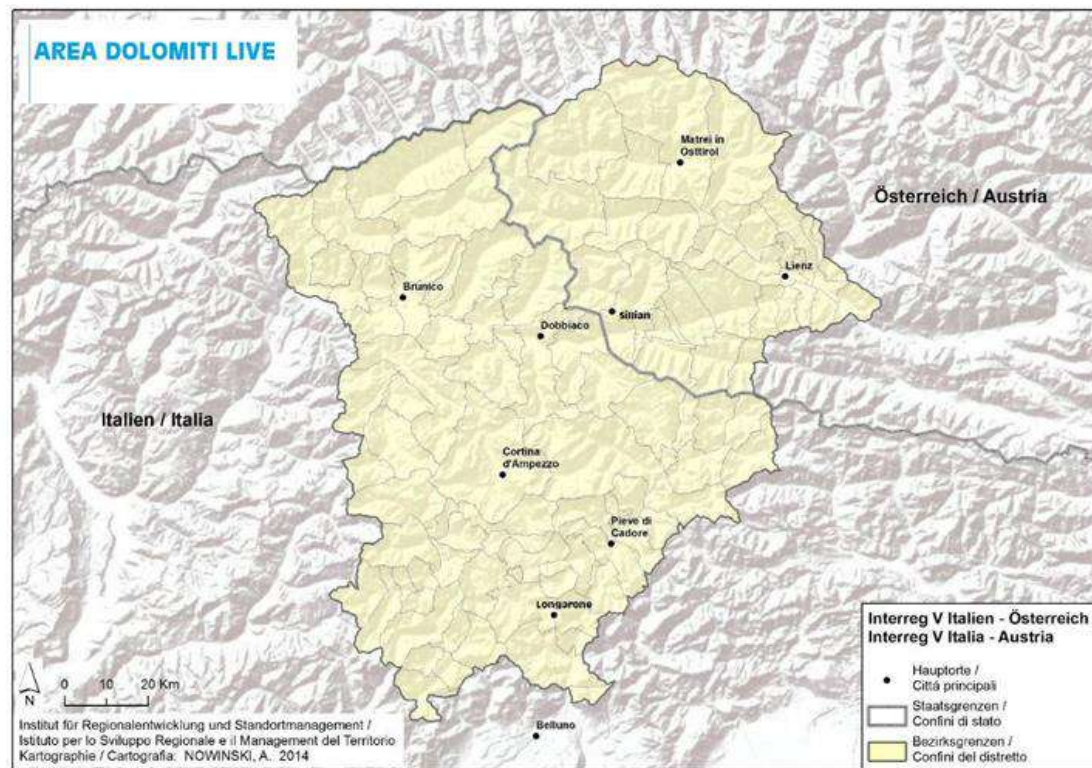 AREA DOLOMITI LIVE
Matrei in
Osttirol
Österreich / Austria
Lienz
Brunico
sillian
Dobbiaco
Italien / Italia
Cortina
d'Ampezzo
Pieve di
Cadore
Longarone
Belluno
Interreg V Italien - Österreich
Interreg V Italia - Austria
Hauptorte /
Cittá principali
Staatsgrenzen /
Confini di stato
Bezirksgrenzen /
Confini del distretto
N
0 10 20 Km
Institut für Regionalentwicklung und Standortmanagement /
Istituto per lo Sviluppo Regionale e il Management del Territorio
Kartographie / Cartografia: NOWINSKI, A. 2014